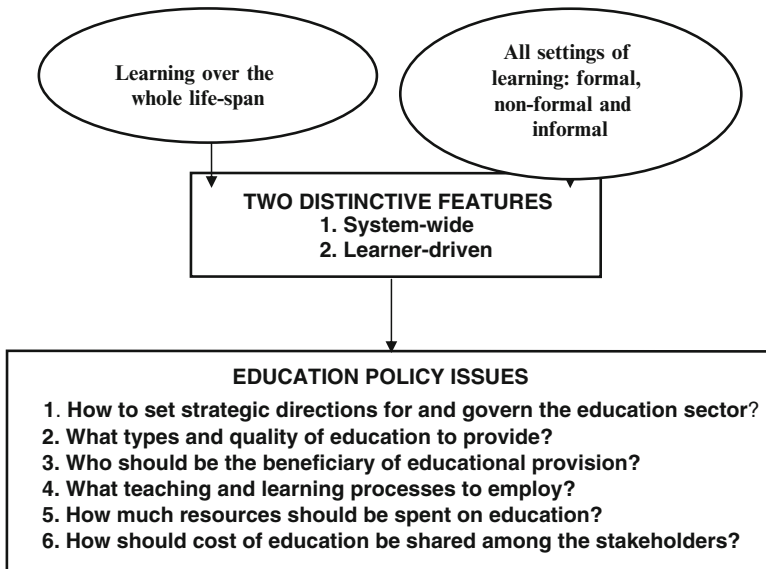 Learning over the
whole life-span
All settings of
learning: formal,
non-formal and
informal
TWO DISTINCTIVE FEATURES
1. System-wide
2. Learner-driven
EDUCATION POLICY ISSUES
1. How to set strategic directions for and govern the education sector?
2. What types and quality of education to provide?
3. Who should be the beneficiary of educational provision?
4. What teaching and learning processes to employ?
5. How much resources should be spent on education?
6. How should cost of education be shared among the stakeholders?